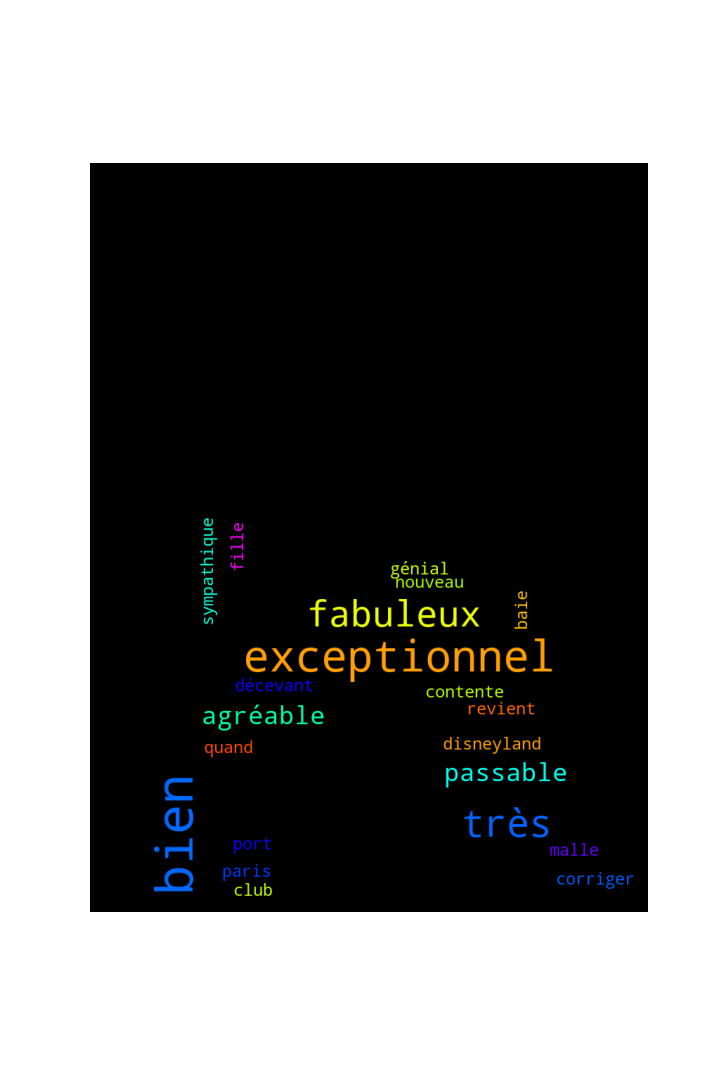 sympathique
fille
génial
nouveau
fabuleux
baie
exceptionnel
décevant
contente
revient
agréable
quand
disneyland
passable
bien
très
port
malle
paris
corriger
club